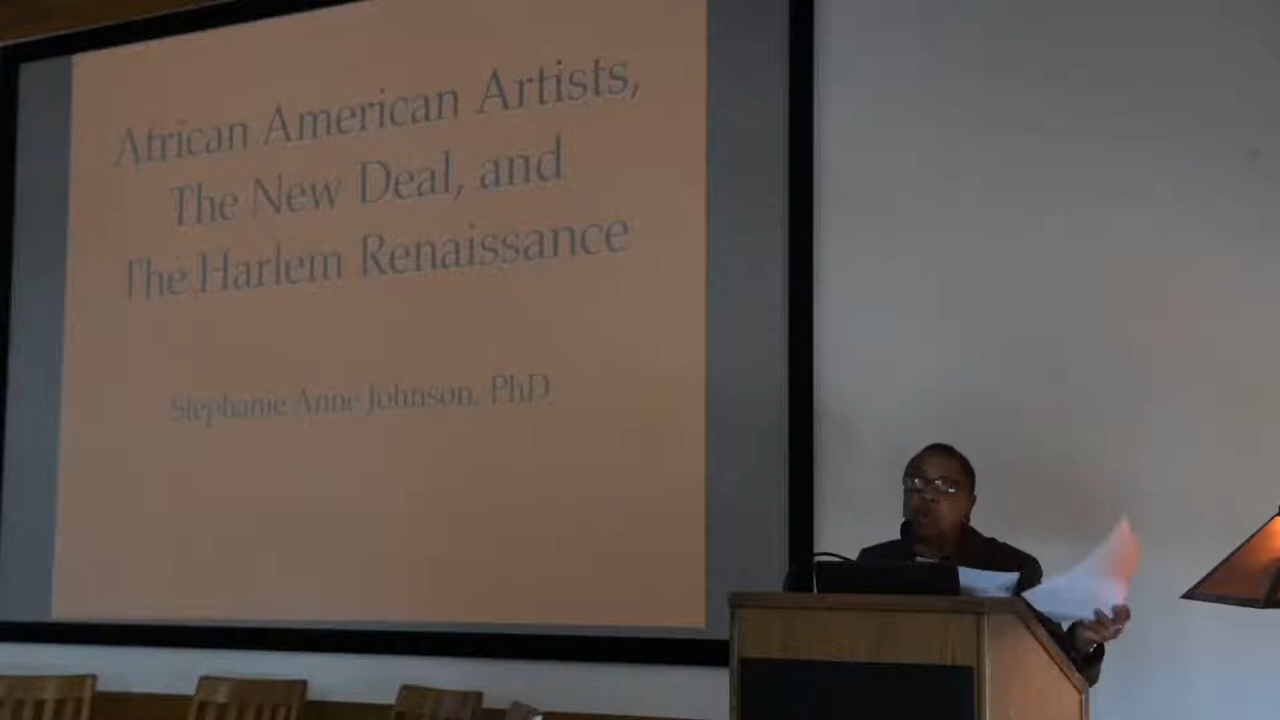 African American Artists,
The New Deal, and
The Harlem Renaissance
Stephanie Anne Johnson, PhD